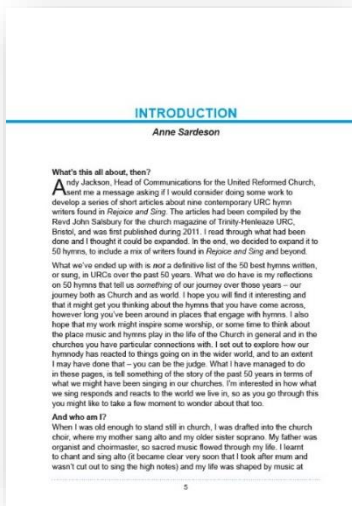 INTRODUCTION
Anne Sardeson
What's this all about, then?
Andy Jackson, Head of Communications for the United Reformed Church,
sent me a message asking if I would consider doing some work to
develop a series of short articles about nine contemporary URC hymn
writers found in Rejoice and Sing. The articles had been compiled by the
Revd John Salsbury for the church magazine of Trinity-Henleaze URC,
Bristol, and was first published during 2011. I read through what had been
done and I thought it could be expanded. In the end, we decided to expand it to
50 hymns, to include a mix of writers found in Rejoice and Sing and beyond.
What we've ended up with is not a definitive list of the 50 best hymns written,
or sung, in URCs over the past 50 years. What we do have is my reflections
on 50 hymns that tell us something of our journey over those years – our
journey both as Church and as world. I hope you will find it interesting and
that it might get you thinking about the hymns that you have come across,
however long you've been around in places that engage with hymns. I also
hope that my work might inspire some worship, or some time to think about
the place music and hymns play in the life of the Church in general and in the
churches you have particular connections with. I set out to explore how our
hymnody has reacted to things going on in the wider world, and to an extent
I may have done that – you can be the judge. What I have managed to do
in these pages, is tell something of the story of the past 50 years in terms of
what we might have been singing in our churches. I'm interested in how what
we sing responds and reacts to the world we live in, so as you go through this
you might like to take a few moment to wonder about that too.
And who am I?
When I was old enough to stand still in church, I was drafted into the church
choir, where my mother sang alto and my older sister soprano. My father was
organist and choirmaster, so sacred music flowed through my life. I learnt
to chant and sing alto (it became clear very soon that I took after mum and
wasn't cut out to sing the high notes) and my life was shaped by music at
5